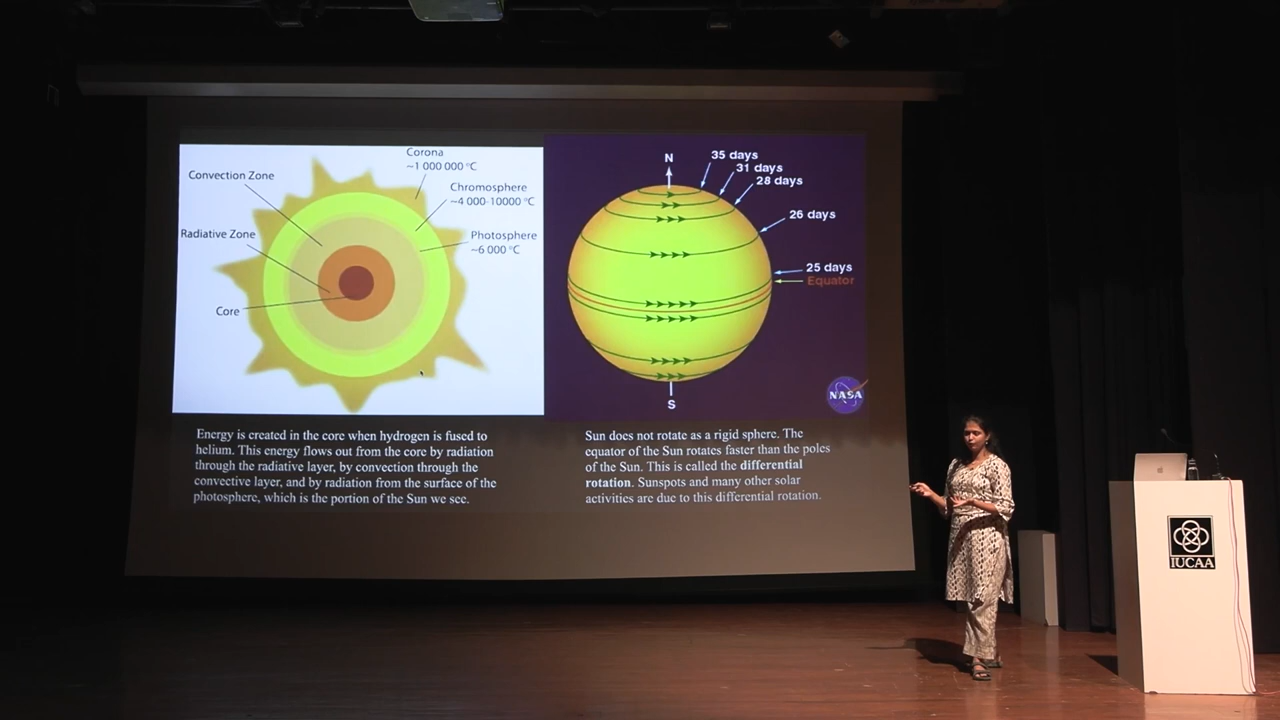 Corona
~1 000 000 °C
Convection Zone
Chromosphere
~4 000-10000 °C
Radiative Zone
Photosphere
~6 000 °C
Core
N
35 days
31 days
28 days
26 days
25 days
Equator
S
NASA
Energy is created in the core when hydrogen is fused to
helium. This energy flows out from the core by radiation
through the radiative layer, by convection through the
convective layer, and by radiation from the surface of the
photosphere, which is the portion of the Sun we see.
Sun does not rotate as a rigid sphere. The
equator of the Sun rotates faster than the poles
of the Sun. This is called the differential
rotation. Sunspots and many other solar
activities are due to this differential rotation.
IUCAA